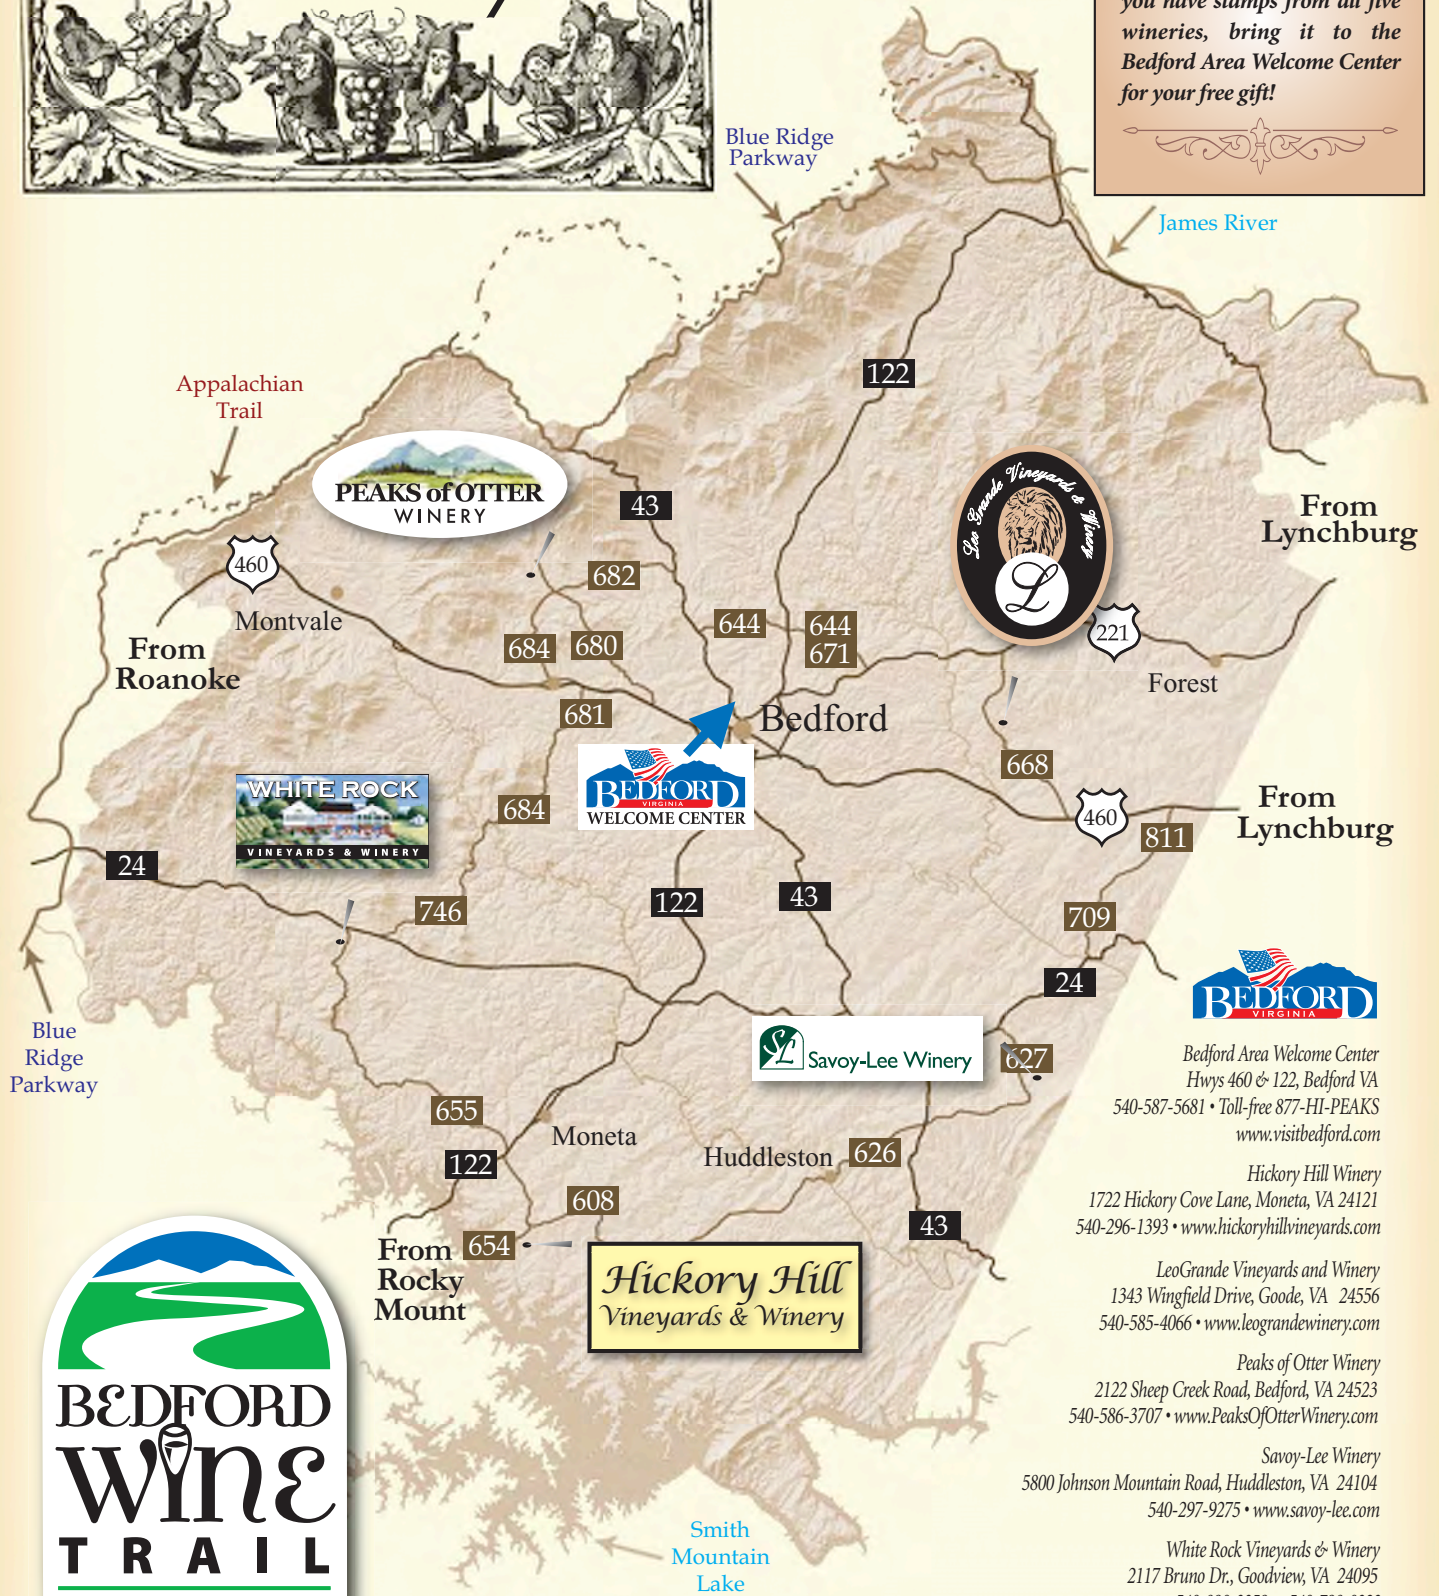 wineries, bring it to the
Bedford Area Welcome Center
for your free gift!
Blue Ridge
Parkway
James River
122
Appalachian
Trail
PEAKS of OTTER
WINERY
43
Leo Grande Vineyards & Winery
L
From
Lynchburg
460
682
Montvale
644
644
671
221
From
Roanoke
684
680
Forest
681
Bedford
668
WHITE ROCK
VINEYARDS & WINERY
684
BEDFORD
VIRGINIA
WELCOME CENTER
460
From
Lynchburg
811
24
746
122
43
709
24
BEDFORD
VIRGINIA
Blue
Ridge
Parkway
SL
Savoy-Lee Winery
627
Bedford Area Welcome Center
Hwys 460 & 122, Bedford VA
540-587-5681 • Toll-free 877-HI-PEAKS
www.visitbedford.com
655
Moneta
122
Huddleston
626
608
43
From
Rocky
Mount
654
Hickory Hill
Vineyards & Winery
Hickory Hill Winery
1722 Hickory Cove Lane, Moneta, VA 24121
540-296-1393 • www.hickoryhillvineyards.com
LeoGrande Vineyards and Winery
1343 Wingfield Drive, Goode, VA 24556
540-585-4066 • www.leograndewinery.com
Peaks of Otter Winery
2122 Sheep Creek Road, Bedford, VA 24523
540-586-3707 • www.PeaksOfOtterWinery.com
Savoy-Lee Winery
5800 Johnson Mountain Road, Huddleston, VA 24104
540-297-9275 • www.savoy-lee.com
White Rock Vineyards & Winery
2117 Bruno Dr., Goodview, VA 24095
BEDFORD
WINE
TRAIL
Smith
Mountain
Lake